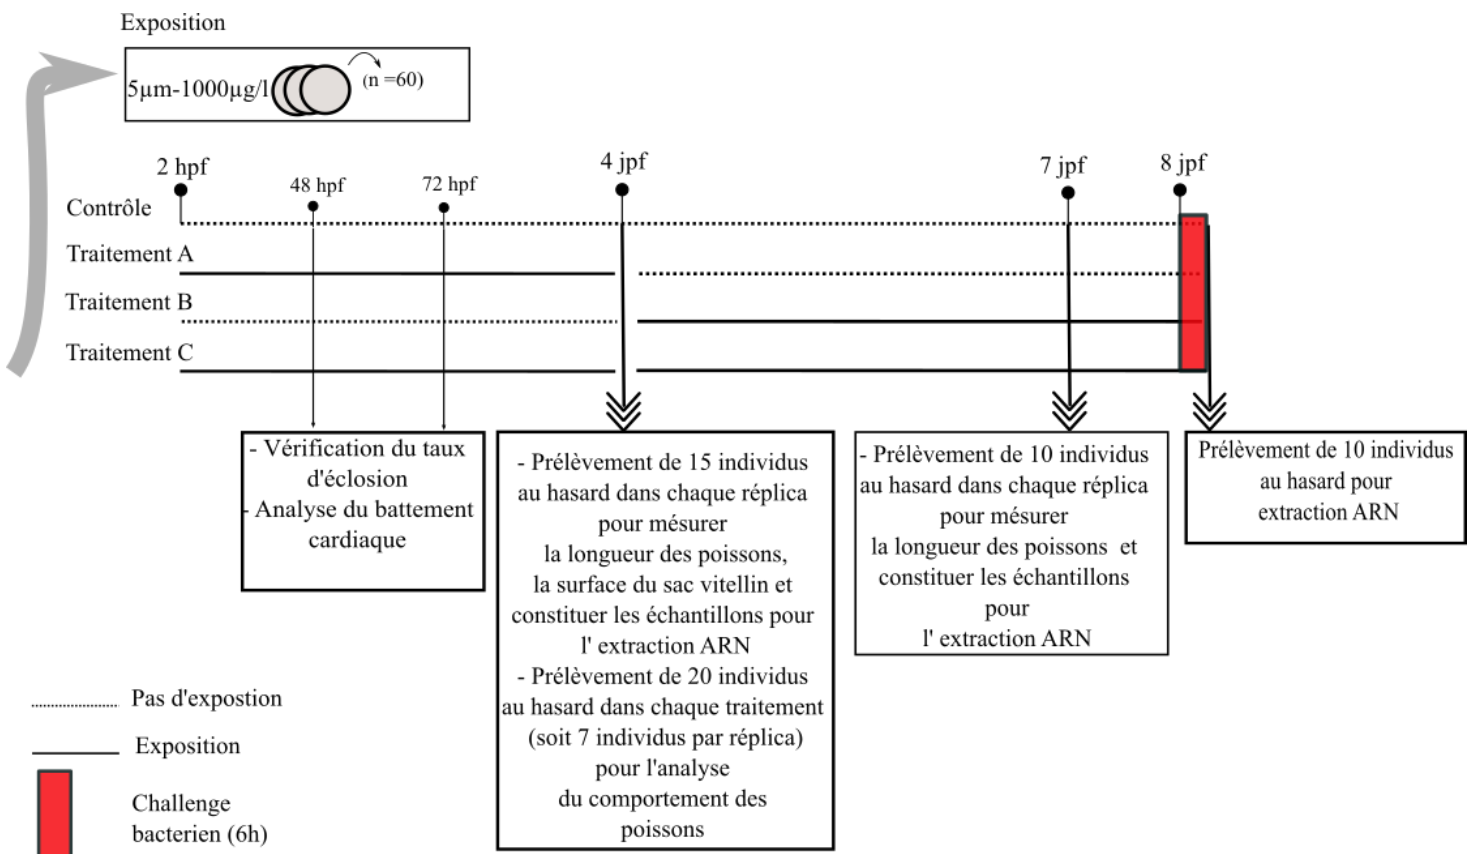 Exposition
5µm-1000µg/l
(n =60)
2 hpf
48 hpf
72 hpf
4 jpf
7 jpf
8 jpf
Contrôle
Traitement A
Traitement B
Traitement C
- Vérification du taux
d'éclosion
- Analyse du battement
cardiaque
- Prélèvement de 15 individus
au hasard dans chaque réplica
pour mésurer
la longueur des poissons,
la surface du sac vitellin et
constituer les échantillons pour
l' extraction ARN
- Prélèvement de 20 individus
au hasard dans chaque traitement
(soit 7 individus par réplica)
pour l'analyse
du comportement des
poissons
- Prélèvement de 10 individus
au hasard dans chaque réplica
pour mésurer
la longueur des poissons et
constituer les échantillons
pour
l' extraction ARN
Prélèvement de 10 individus
au hasard pour
extraction ARN
Pas d'expostion
Exposition
Challenge
bacterien (6h)